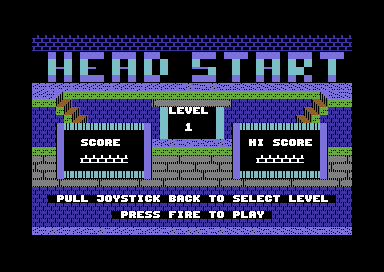 HEAD START
LEVEL
1
SCORE
HI SCORE
PULL JOYSTICK BACK TO SELECT LEVEL
PRESS FIRE TO PLAY